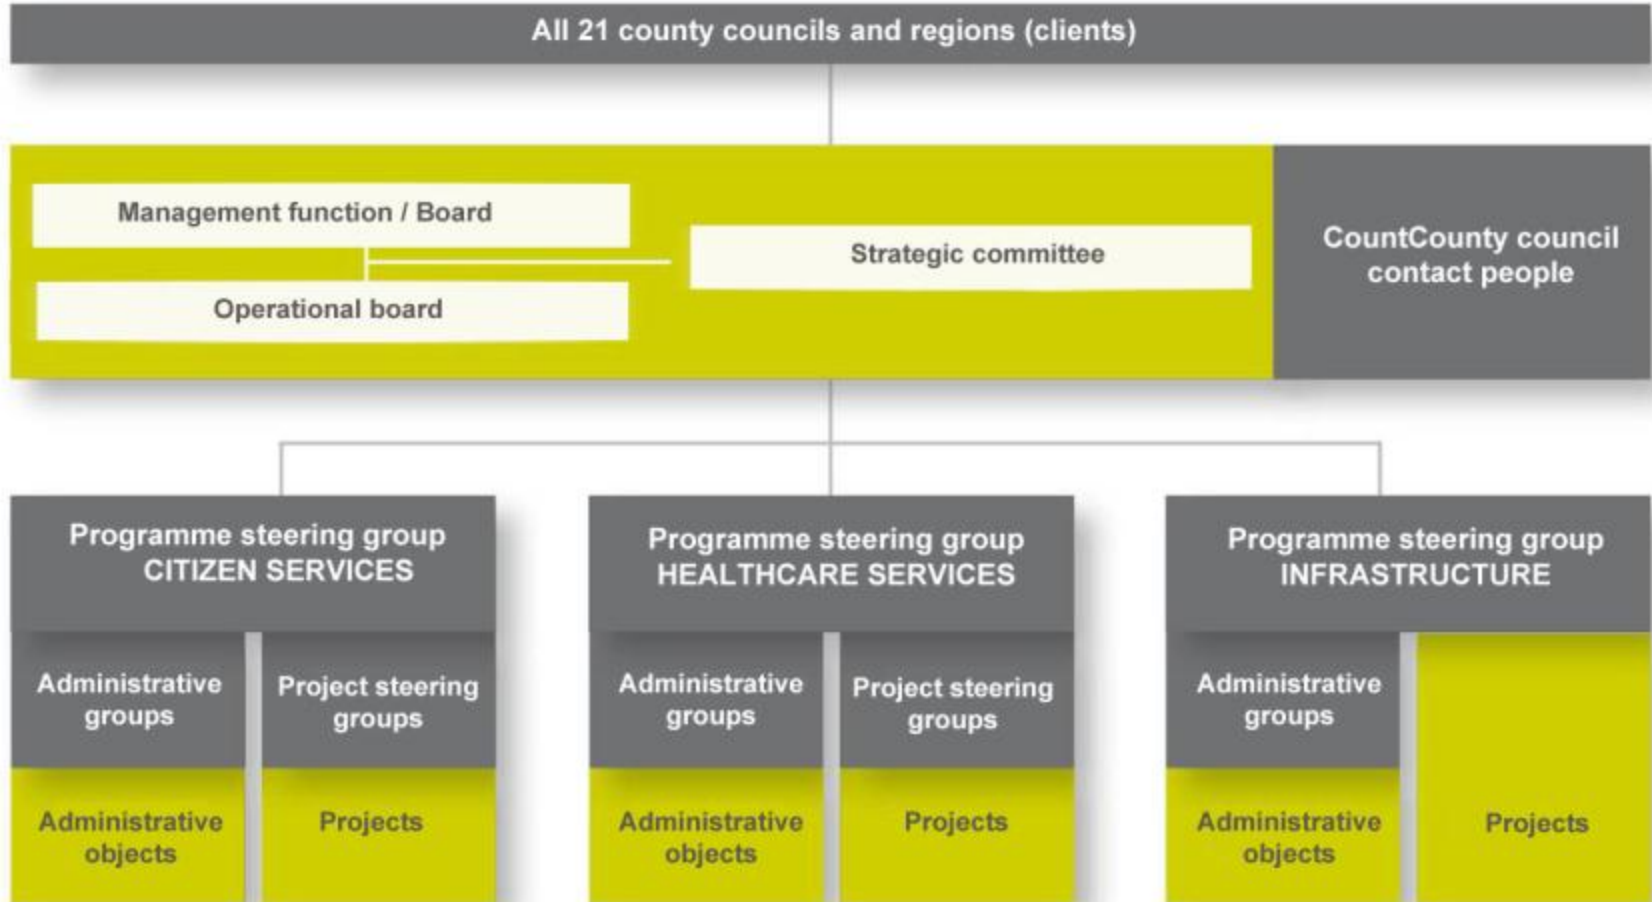 All 21 county councils and regions (clients)
Management function / Board
Strategic committee
Operational board
CountCounty council
contact people
Programme steering group
CITIZEN SERVICES
Administrative
groups
Project steering
groups
Administrative
objects
Projects
Programme steering group
HEALTHCARE SERVICES
Administrative
groups
Project steering
groups
Administrative
objects
Projects
Programme steering group
INFRASTRUCTURE
Administrative
groups
Administrative
objects
Projects